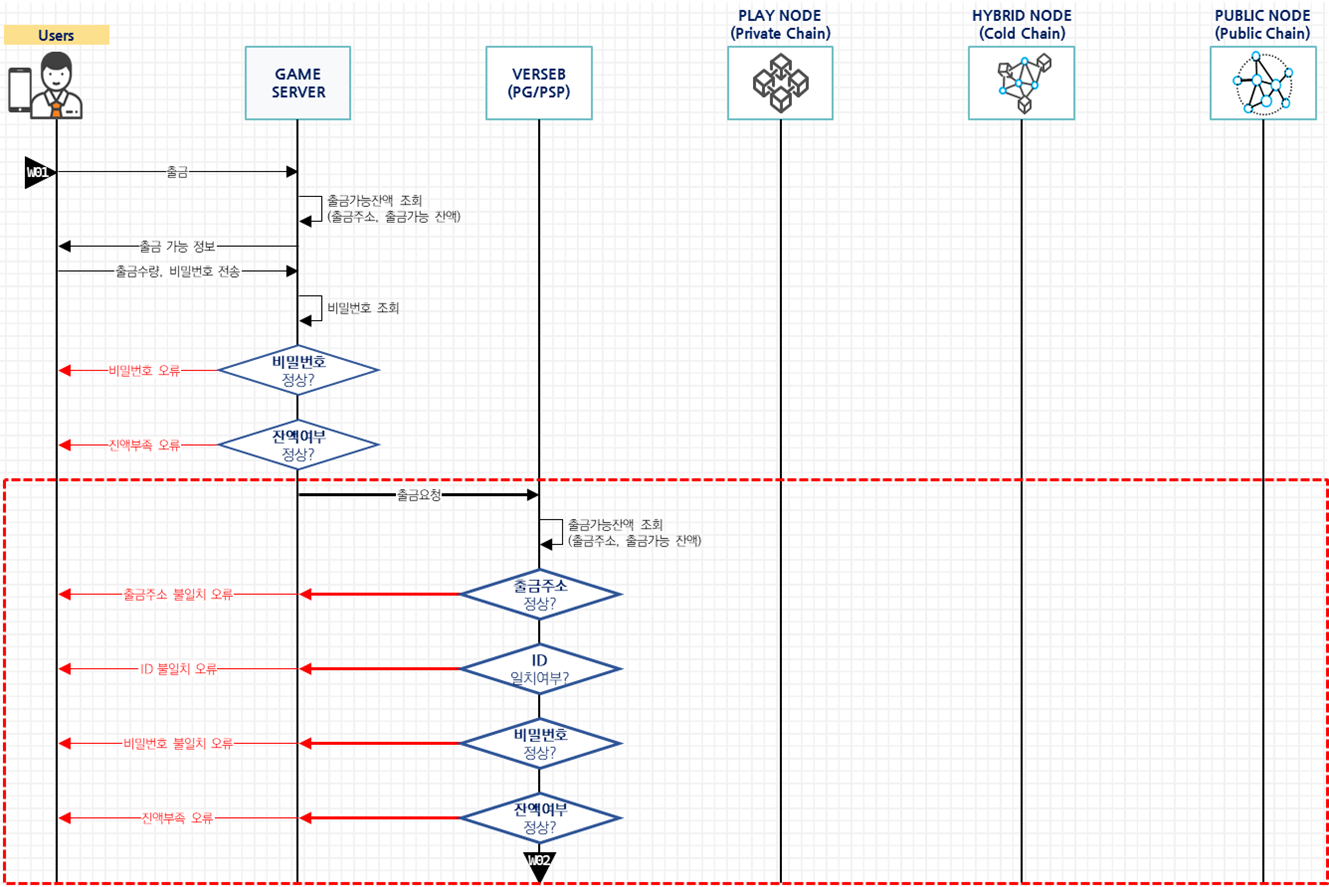 Users
GAME
SERVER
VERSEB
(PG/PSP)
PLAY NODE
(Private Chain)
HYBRID NODE
(Cold Chain)
PUBLIC NODE
(Public Chain)
W01
출금
출금가능잔액 조회
(출금주소, 출금가능 잔액)
출금 가능 정보
출금수량, 비밀번호 전송
비밀번호 조회
비밀번호
정상?
비밀번호 오류
잔액여부
정상?
잔액부족 오류
출금요청
출금가능잔액 조회
(출금주소, 출금가능 잔액)
출금주소
정상?
출금주소 불일치 오류
ID
일치여부?
ID 불일치 오류
비밀번호
정상?
비밀번호 불일치 오류
잔액여부
정상?
잔액부족 오류
W02